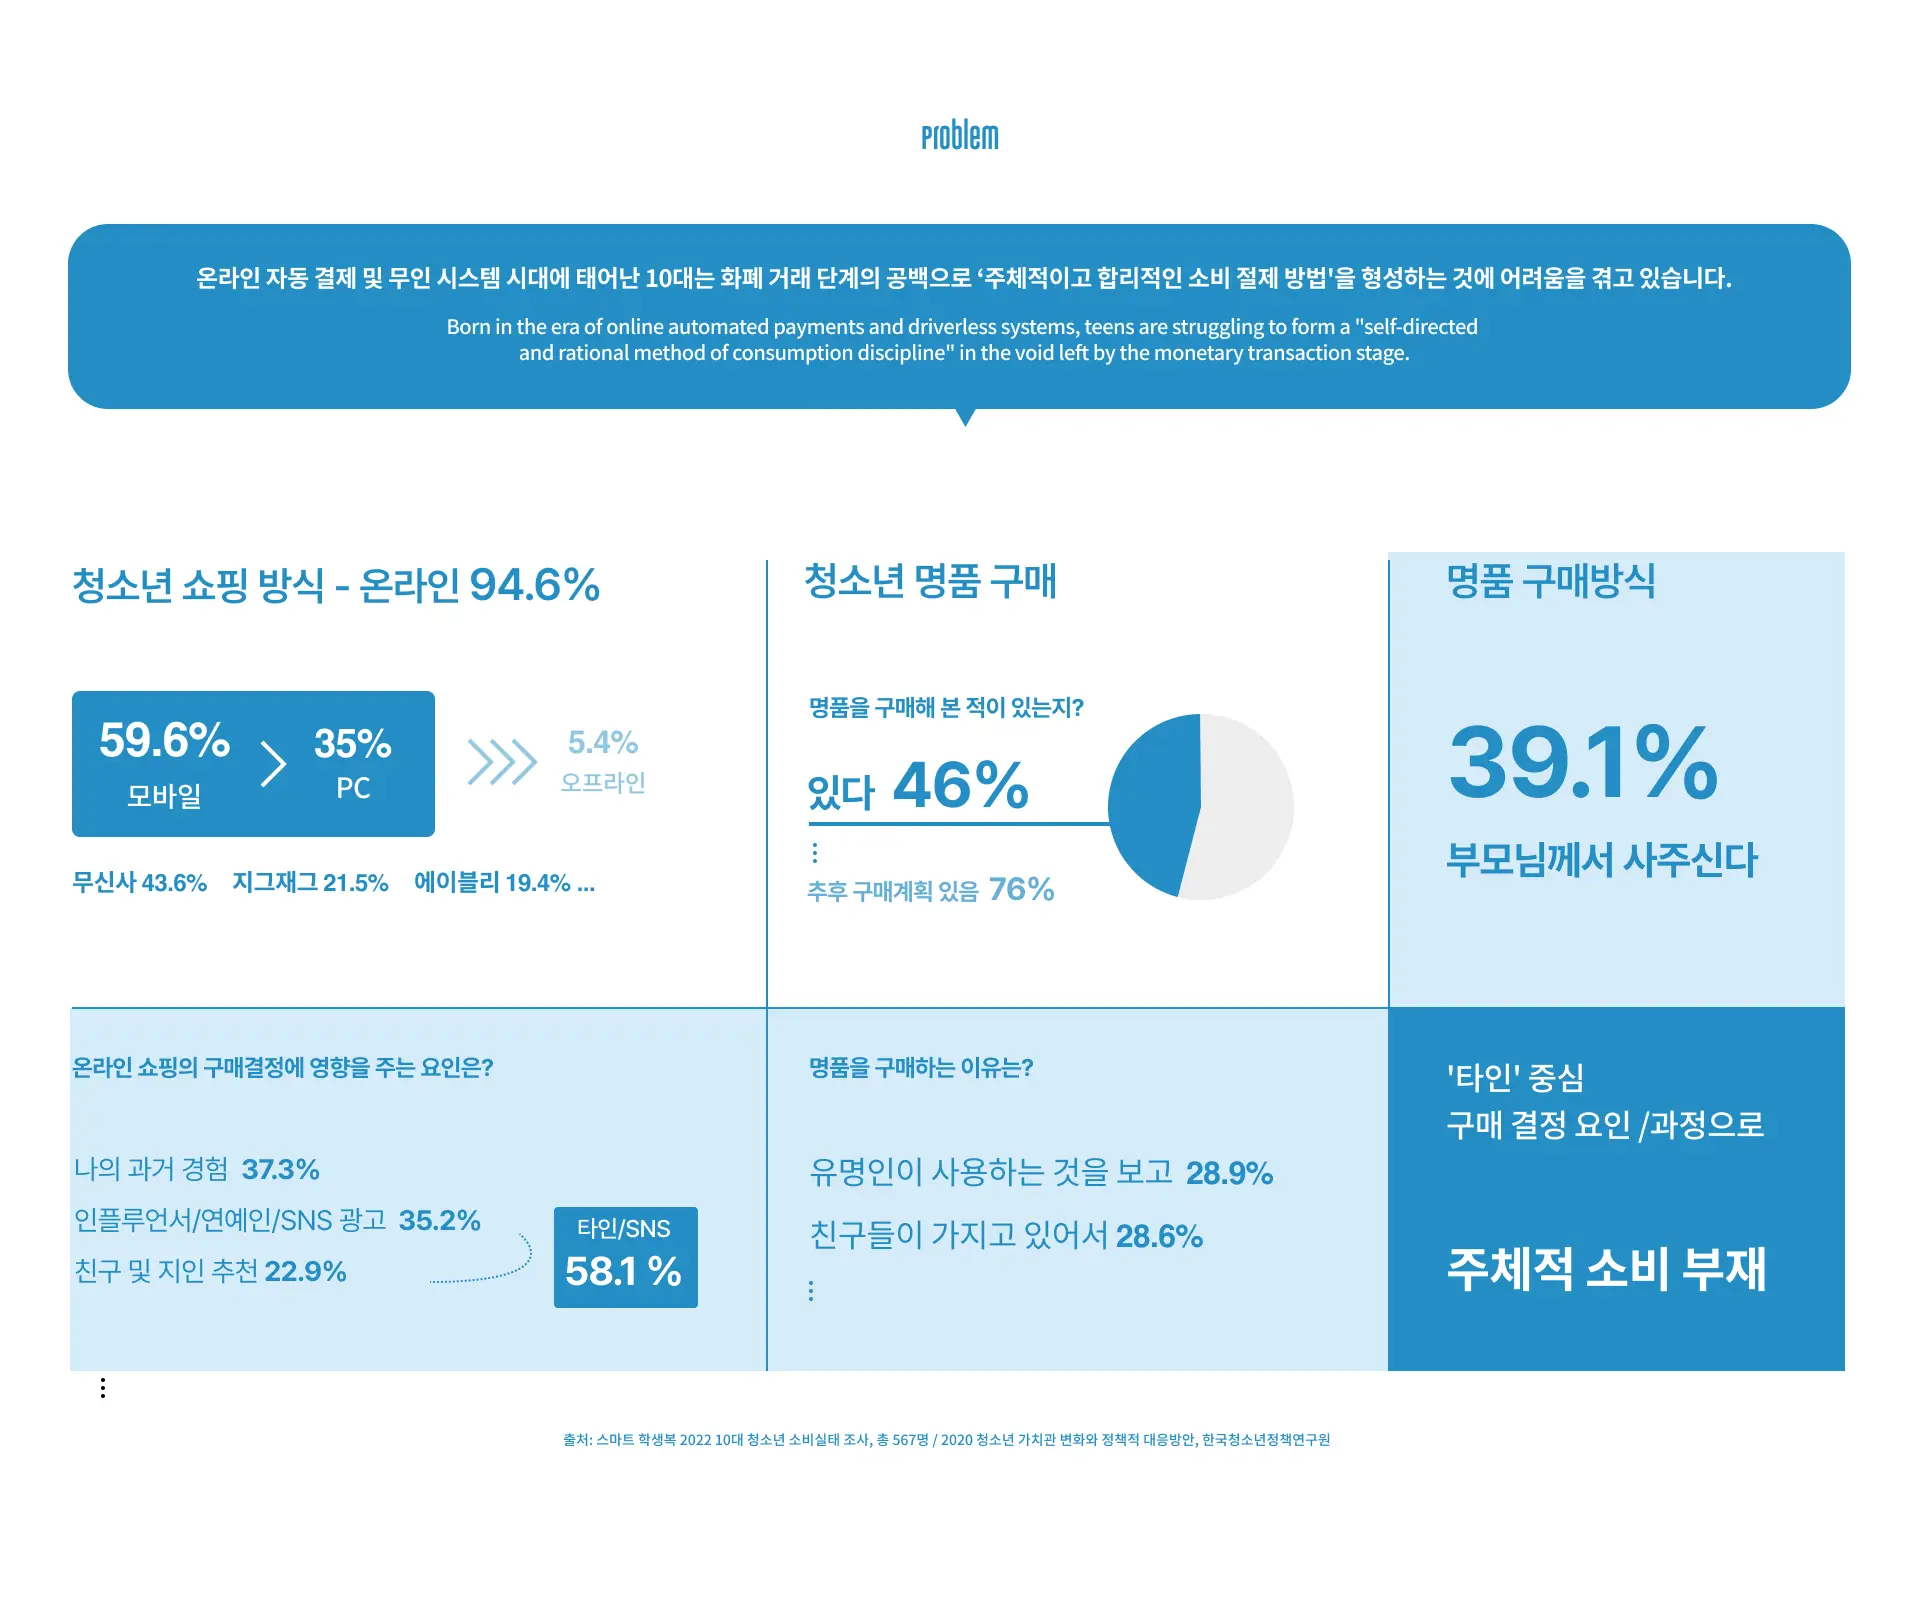 Problem
온라인 자동 결제 및 무인 시스템 시대에 태어난 10대는 화폐 거래 단계의 공백으로 ‘주체적이고 합리적인 소비 절제 방법'을 형성하는 것에 어려움을 겪고 있습니다.
Born in the era of online automated payments and driverless systems, teens are struggling to form a "self-directed
and rational method of consumption discipline" in the void left by the monetary transaction stage.
청소년 쇼핑 방식 - 온라인 94.6%
59.6%
모바일
35%
PC
5.4%
오프라인
무신사 43.6% 지그재그 21.5% 에이블리 19.4% ...
청소년 명품 구매
명품을 구매해 본 적이 있는지?
있다 46%
⋮
추후 구매계획 있음 76%
명품 구매방식
39.1%
부모님께서 사주신다
온라인 쇼핑의 구매결정에 영향을 주는 요인은?
나의 과거 경험 37.3%
인플루언서/연예인/SNS 광고 35.2%
친구 및 지인 추천 22.9%
타인/SNS
58.1 %
⋮
명품을 구매하는 이유는?
유명인이 사용하는 것을 보고 28.9%
친구들이 가지고 있어서 28.6%
⋮
'타인' 중심
구매 결정 요인 /과정으로
주체적 소비 부재
출처: 스마트 학생복 2022 10대 청소년 소비실태 조사, 총 567명 / 2020 청소년 가치관 변화와 정책적 대응방안, 한국청소년정책연구원